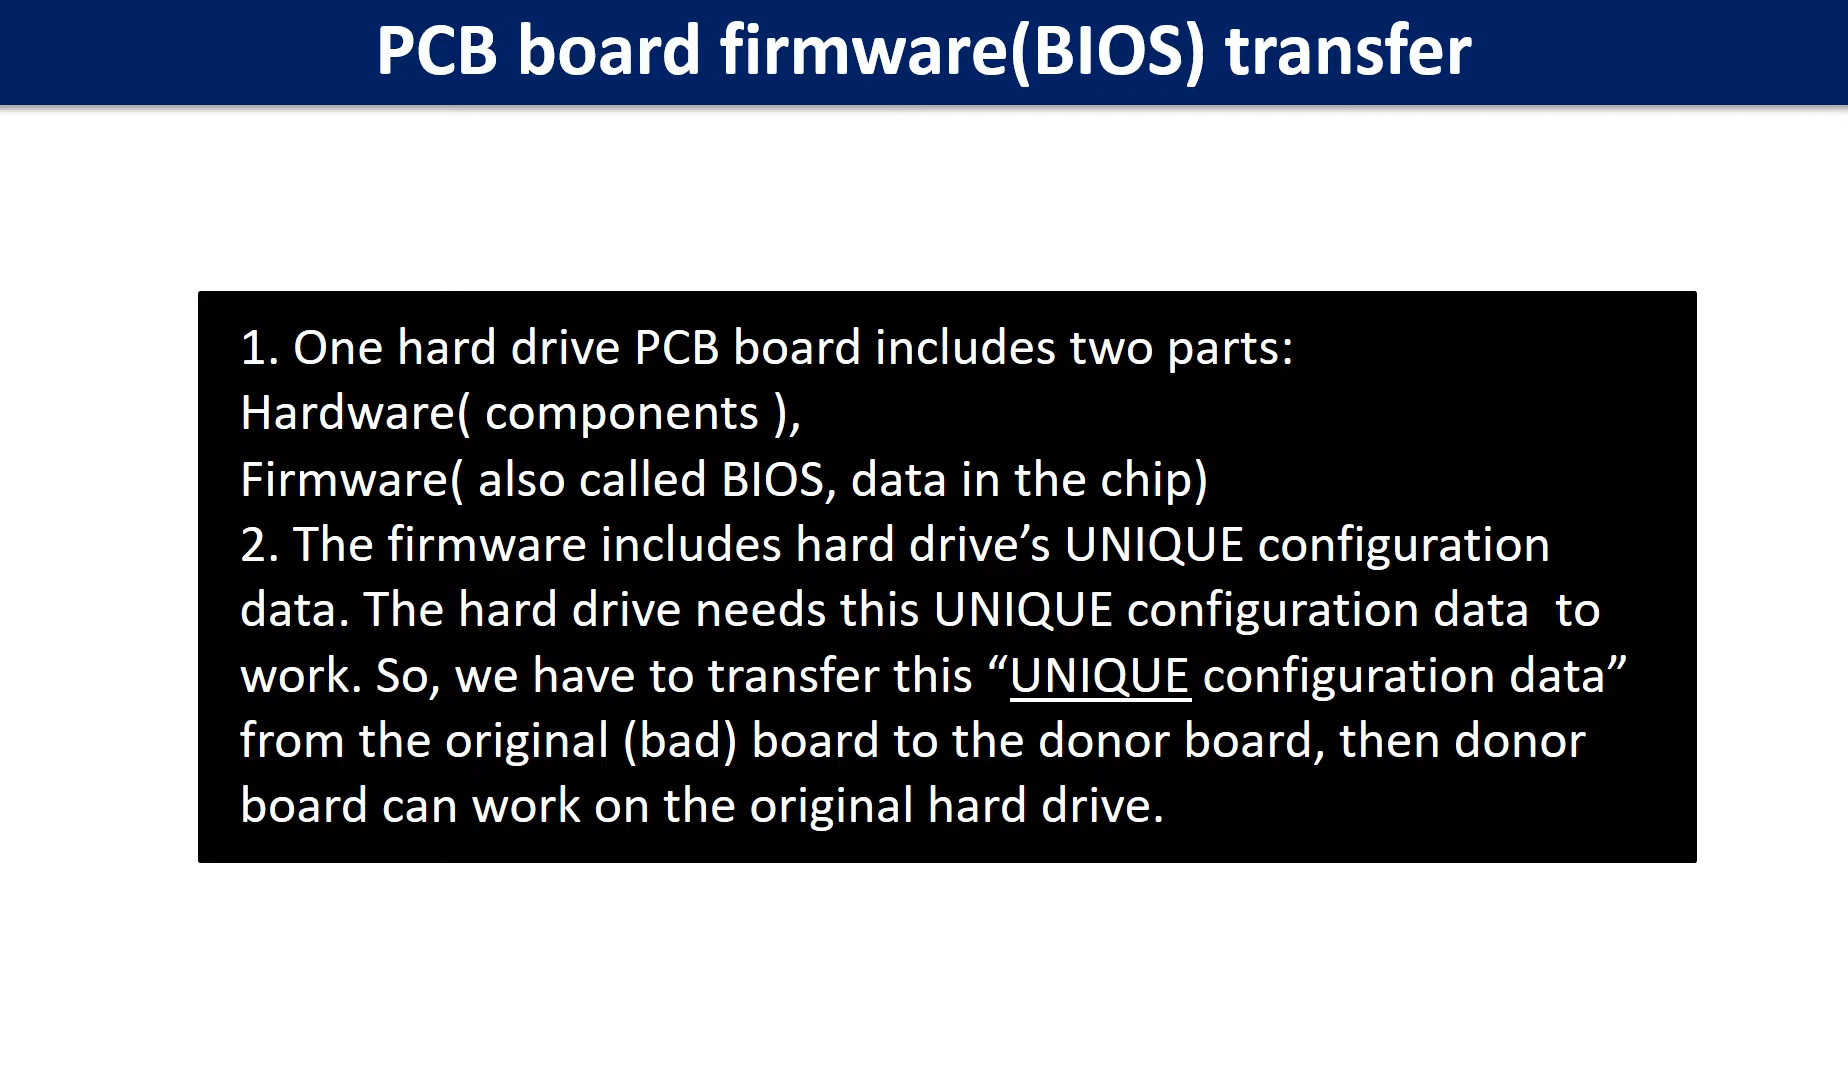 PCB board firmware(BIOS) transfer
1. One hard drive PCB board includes two parts:
Hardware( components ),
Firmware( also called BIOS, data in the chip)
2. The firmware includes hard drive’s UNIQUE configuration
data. The hard drive needs this UNIQUE configuration data  to
work. So, we have to transfer this “UNIQUE configuration data”
from the original (bad) board to the donor board, then donor
board can work on the original hard drive.